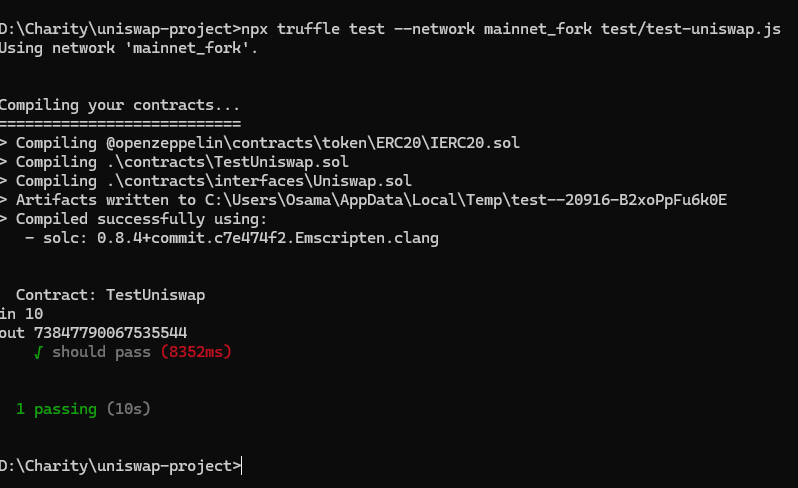 D:\Charity\uniswap-project>npx truffle test --network mainnet_fork test/test-uniswap.js
Using network 'mainnet_fork'.
Compiling your contracts...
===========================
> Compiling @openzeppelin\contracts\token\ERC20\IERC20.sol
> Compiling .\contracts\TestUniswap.sol
> Compiling .\contracts\interfaces\Uniswap.sol
> Artifacts written to C:\Users\Osama\AppData\Local\Temp\test--20916-B2xoPpFu6k0E
> Compiled successfully using:
- solc: 0.8.4+commit.c7e474f2.Emscripten.clang
Contract: TestUniswap
in 10
out 73847790067535544
√ should pass (8352ms)
1 passing (10s)
D:\Charity\uniswap-project>